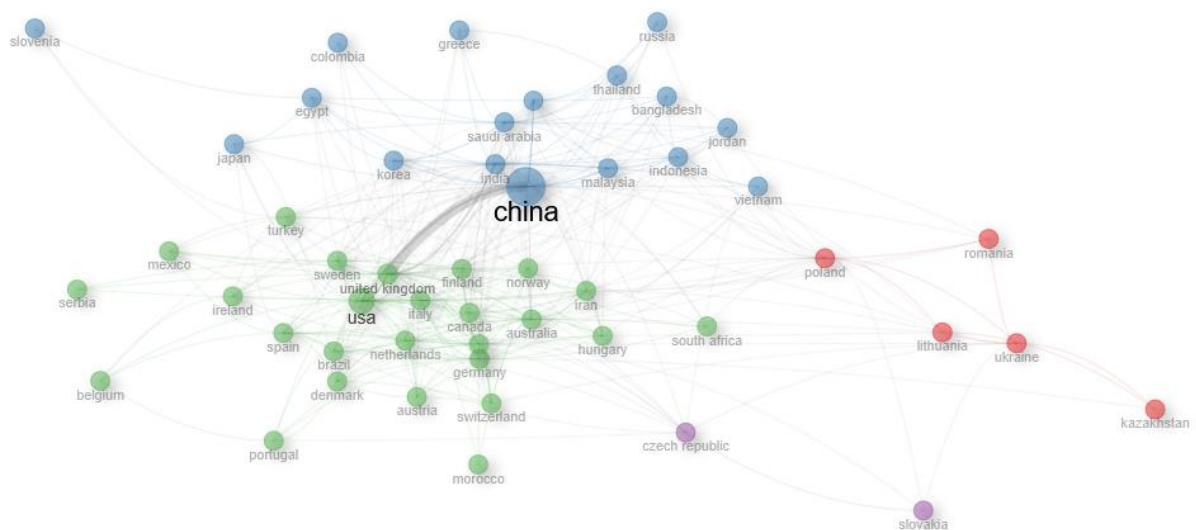 slovenia
colombia
greece
russia
thailand
egypt
bangladesh
saudi arabia
jordan
japan
korea
india
malaysia
indonesia
vietnam
china
turkey
mexico
sweden
finland
norway
poland
romania
serbia
ireland
united kingdom
usa
italy
canada
australia
iran
spain
brazil
netherlands
germany
hungary
south africa
lithuania
ukraine
belgium
denmark
austria
switzerland
kazakhstan
portugal
czech republic
morocco
slovakia